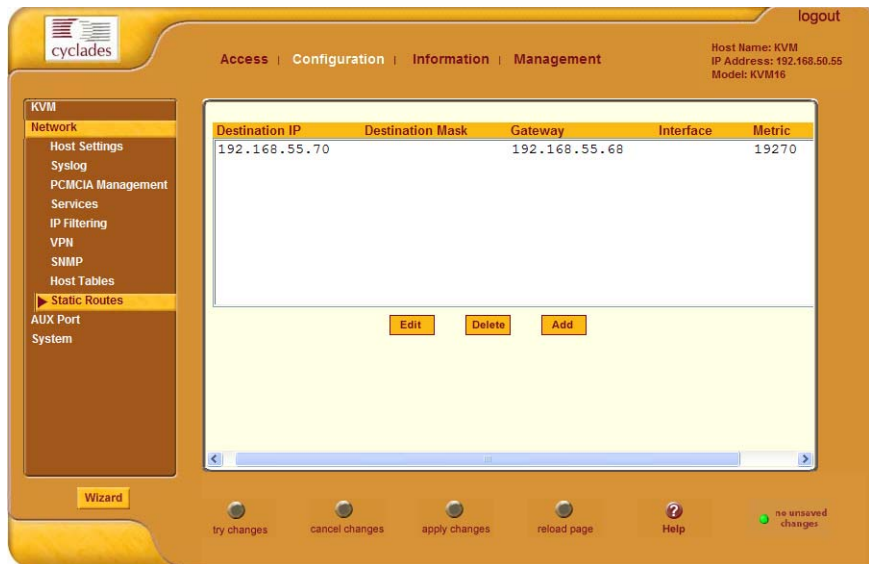 logout
cyclades
Access | Configuration | Information | Management
Host Name: KVM
IP Address: 192.168.50.55
Model: KVM16
KVM
Network
Host Settings
Syslog
PCMCIA Management
Services
IP Filtering
VPN
SNMP
Host Tables
Static Routes
AUX Port
System
Wizard
Destination IP Destination Mask Gateway Interface Metric
192.168.55.70 192.168.55.68 19270
Edit Delete Add
try changes cancel changes apply changes reload page Help
no unsaved
changes